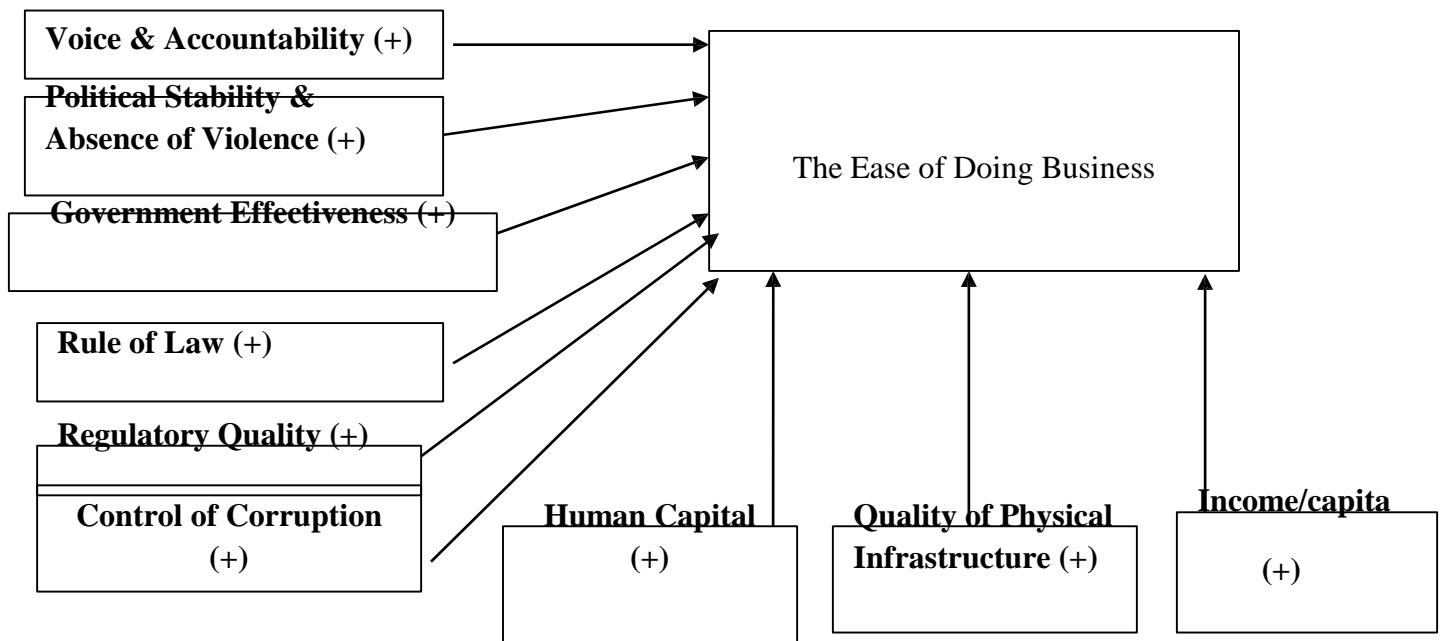 Voice & Accountability (+)
Political Stability &
Absence of Violence (+)
The Ease of Doing Business
Government Effectiveness (+)
Rule of Law (+)
Regulatory Quality (+)
Control of Corruption
(+)
Human Capital
(+)
Quality of Physical
Infrastructure (+)
Income/capita
(+)